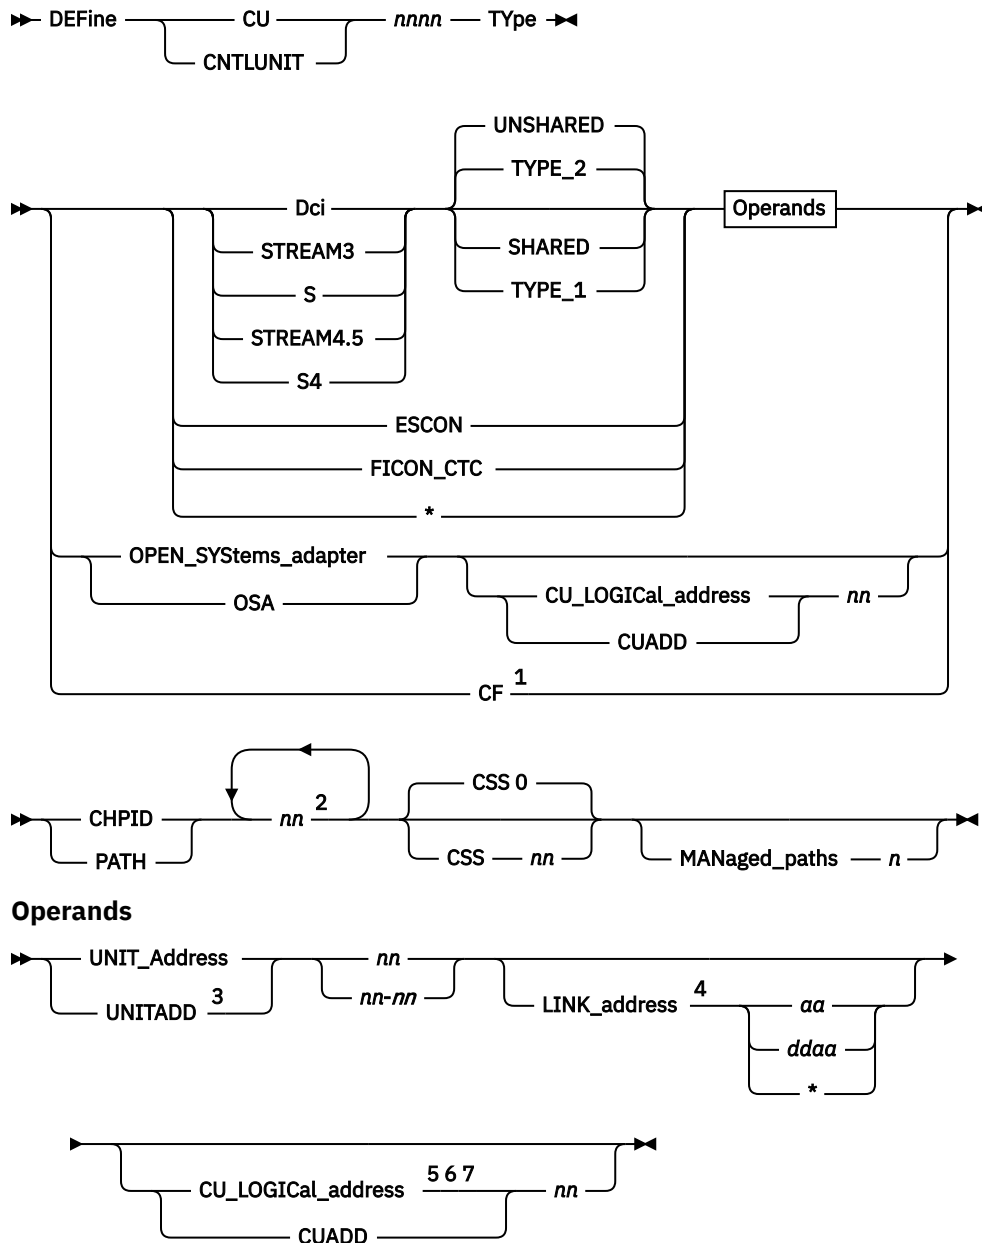 DEFine CU nnnn TYpe
CNTLUNIT
UNSHARED
TYPE_2
Dci Operands
STREAM3 SHARED
S TYPE_1
STREAM4.5
S4
ESCON
FICON_CTC
*
OPEN_SYStems_adapter
OSA CU_LOGICal_address nn
CUADD
CF 1
CSS 0
CHPID nn 2
PATH CSS nn MANaged_paths n
Operands
UNIT_Address nn
UNITADD 3 nn-nn LINK_address 4 aa
ddaa
*
CU_LOGICal_address 5 6 7 nn
CUADD